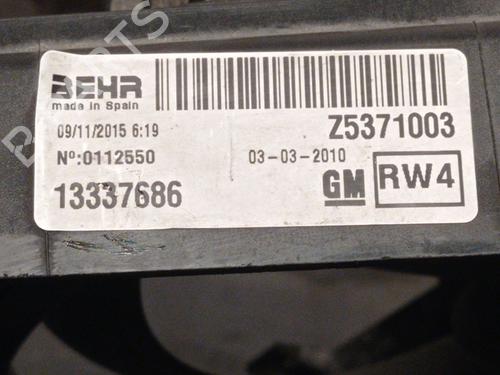 BEHR
made in Spain
09/11/2015 6:19
Z5371003
Nº:0112550
03-03-2010
13337686
GM
RW4